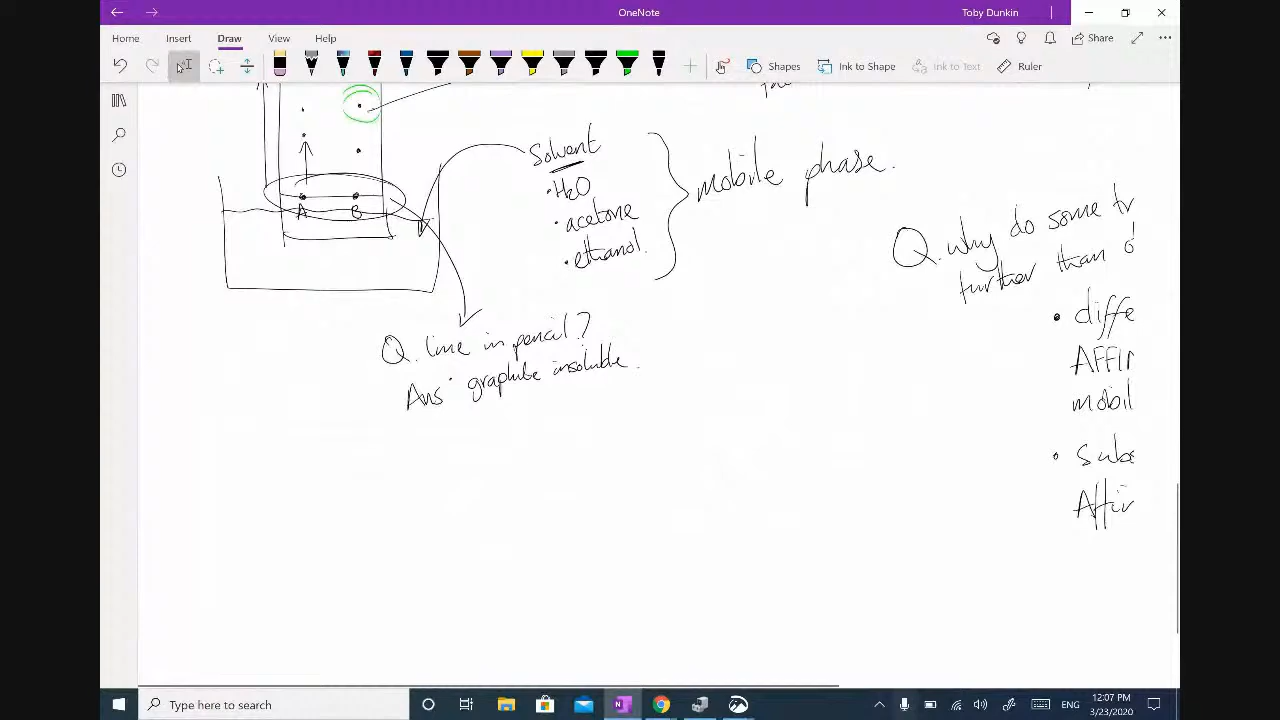 OneNote
Toby Dunkin
Home Insert Draw View Help
Share
Shapes
Ink to Shape
Ink to Text
Ruler
Solvent
• H2O
• acetone
• ethanol.
mobile phase.
A B
Q. line in pencil?
Ans: graphite insoluble.
Q. why do some tr
further than o
• diffe
AFFI
mobil
• subs
Affi
Type here to search
ENG
12:07 PM
3/23/2020